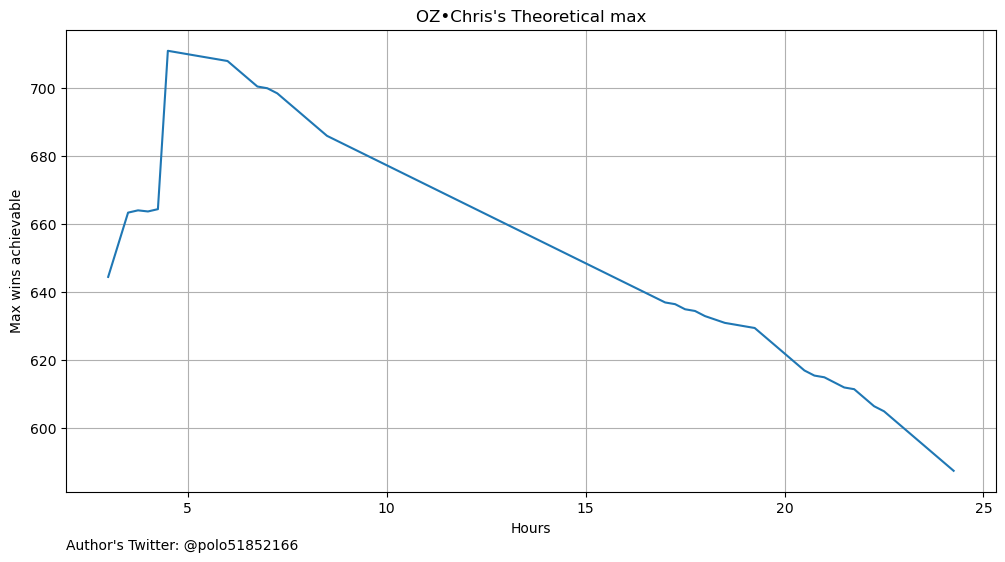 OZ•Chris's Theoretical max
Max wins achievable
700
680
660
640
620
600
5
10
15
20
25
Hours
Author's Twitter: @polo51852166